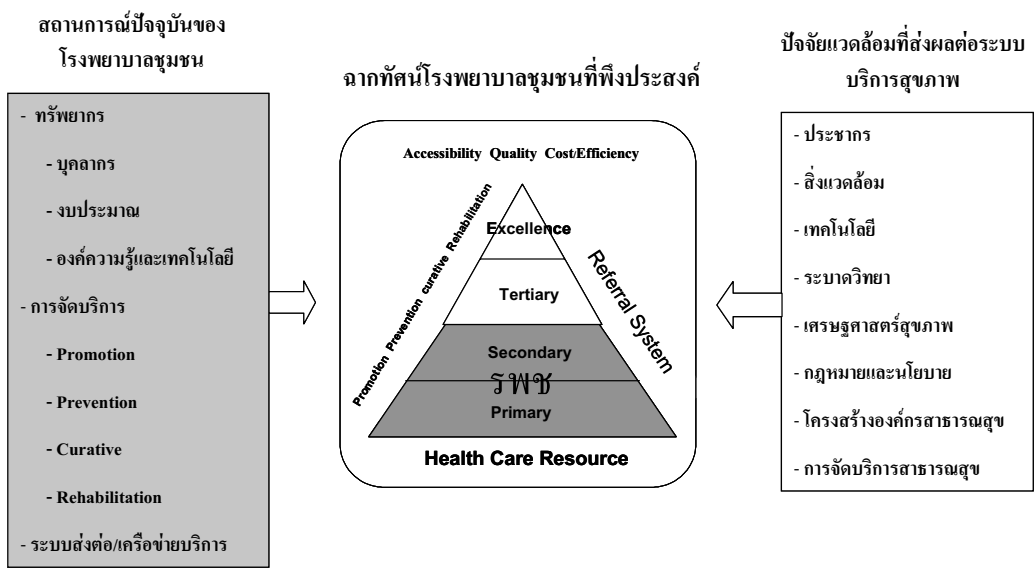 สถานการณ์ปัจจุบันของ
โรงพยาบาลชุมชน
- ทรัพยากร
- บุคลากร
- งบประมาณ
- องค์ความรู้และเทคโนโลยี
- การจัดบริการ
- Promotion
- Prevention
- Curative
- Rehabilitation
- ระบบส่งต่อ/เครือข่ายบริการ
ฉากทัศน์โรงพยาบาลชุมชนที่พึงประสงค์
Accessibility Quality Cost/Efficiency
Promotion Prevention curative Rehabilitation
Excellence
Tertiary
Secondary
รพช
Primary
Referral System
Health Care Resource
ปัจจัยแวดล้อมที่ส่งผลต่อระบบ
บริการสุขภาพ
- ประชากร
- สิ่งแวดล้อม
- เทคโนโลยี
- ระบาดวิทยา
- เศรษฐศาสตร์สุขภาพ
- กฎหมายและนโยบาย
- โครงสร้างองค์กรสาธารณสุข
- การจัดบริการสาธารณสุข